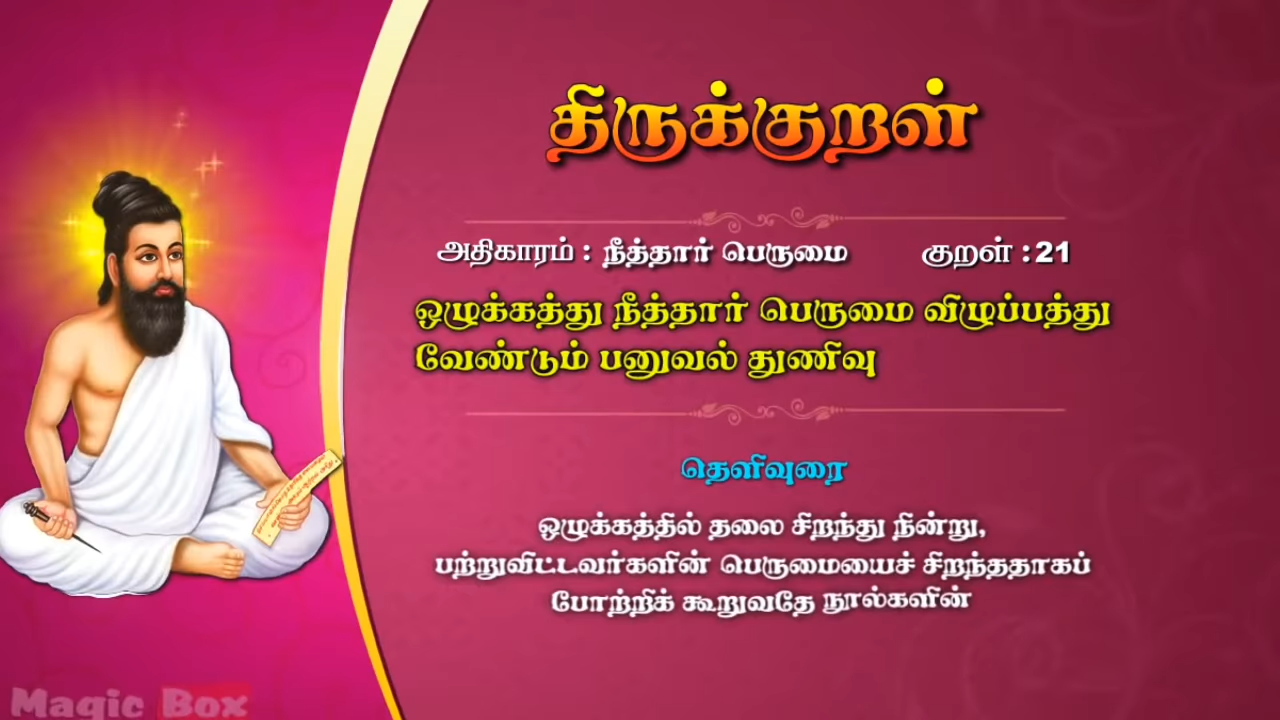 திருக்குறள்
அதிகாரம் : நீத்தார் பெருமை குறள் :21
ஒழுக்கத்து நீத்தார் பெருமை விழுப்பத்து
வேண்டும் பனுவல் துணிவு
தெளிவுரை
ஒழுக்கத்தில் தலை சிறந்து நின்று,
பற்றுவிட்டவர்களின் பெருமையைச் சிறந்ததாகப்
போற்றிக் கூறுவதே நூல்களின்
Magic Box